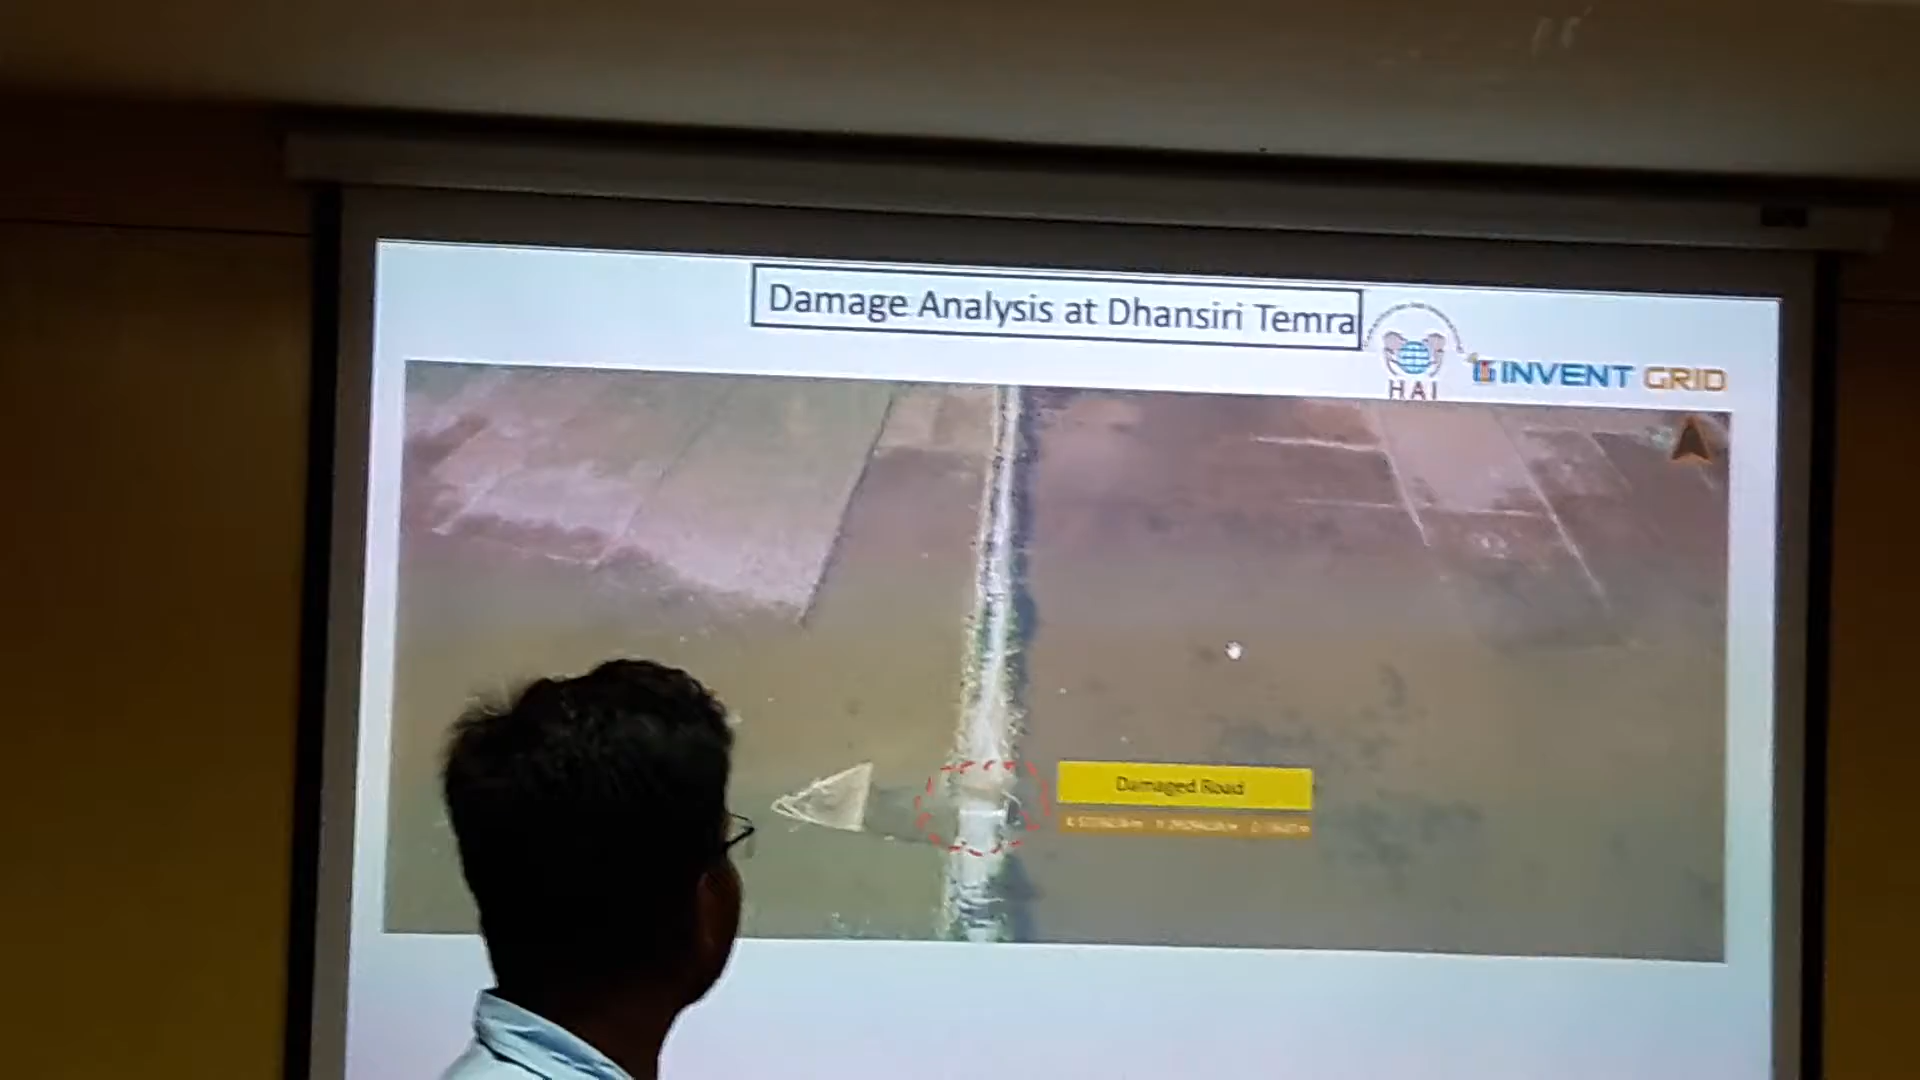 Damage Analysis at Dhansiri Temra
HAI
INVENT GRID
Damaged Road